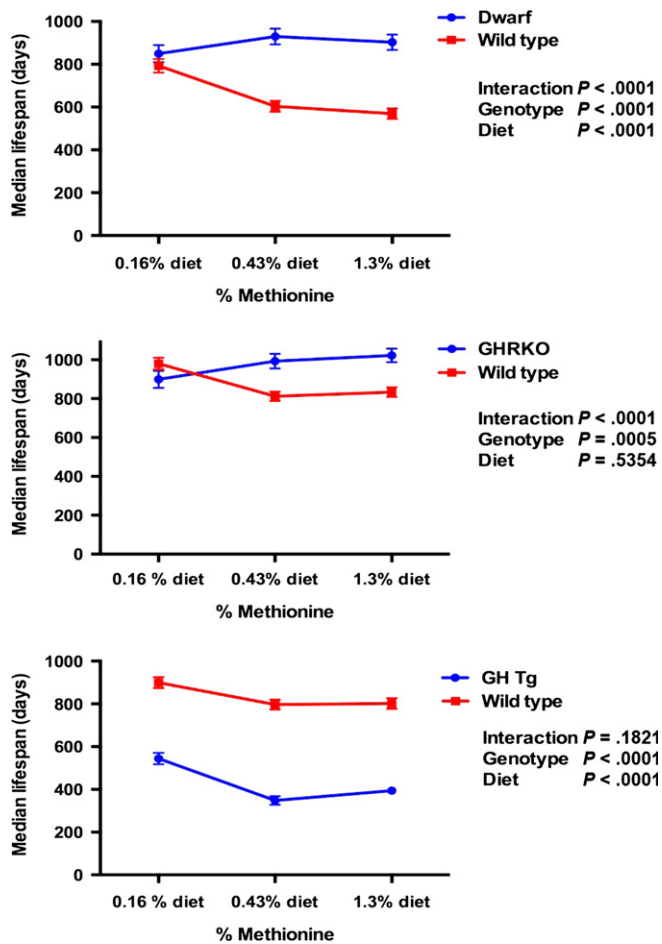 Dwarf
Wild type
Interaction P < .0001
Genotype P < .0001
Diet P < .0001
Median lifespan (days)
1000
800
600
400
200
0
0.16% diet 0.43% diet 1.3% diet
% Methionine
GHRKO
Wild type
Interaction P < .0001
Genotype P = .0005
Diet P = .5354
Median lifespan (days)
1000
800
600
400
200
0
0.16 % diet 0.43% diet 1.3% diet
% Methionine
GH Tg
Wild type
Interaction P = .1821
Genotype P < .0001
Diet P < .0001
Median lifespan (days)
1000
800
600
400
200
0
0.16 % diet 0.43% diet 1.3% diet
% Methionine